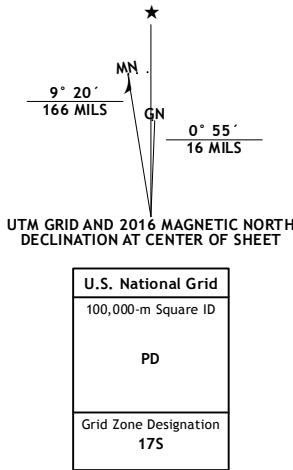 ★
MN
9° 20´
166 MILS
GN
0° 55´
16 MILS
UTM GRID AND 2016 MAGNETIC NORTH
DECLINATION AT CENTER OF SHEET
U.S. National Grid
100,000-m Square ID
PD
Grid Zone Designation
17S